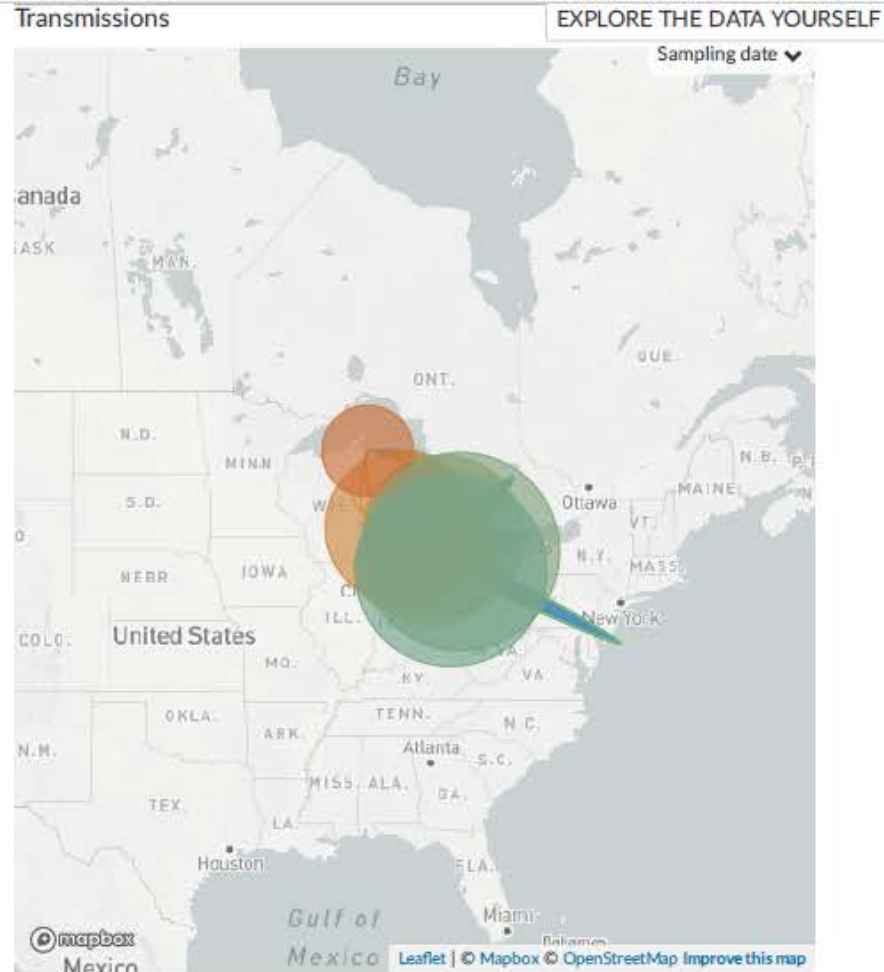 Transmissions
EXPLORE THE DATA YOURSELF
Sampling date
Bay
anada
ASK.
MAN.
QUE.
ONT.
N.D.
MINN
N.B.
MAINE
S.D.
Ottawa
VT.
N.Y.
MASS.
NEBR
IOWA
New York
ILL.
COLO.
United States
MO.
KY.
VA.
TENN.
OKLA.
N.C.
ARK.
Atlanta
N.M.
S.C.
MISS.
ALA.
GA.
TEX.
LA.
Houston
FLA.
Gulf of
Mexico
Miami
Bahamas
mapbox
Mexico
Leaflet | © Mapbox © OpenStreetMap Improve this map